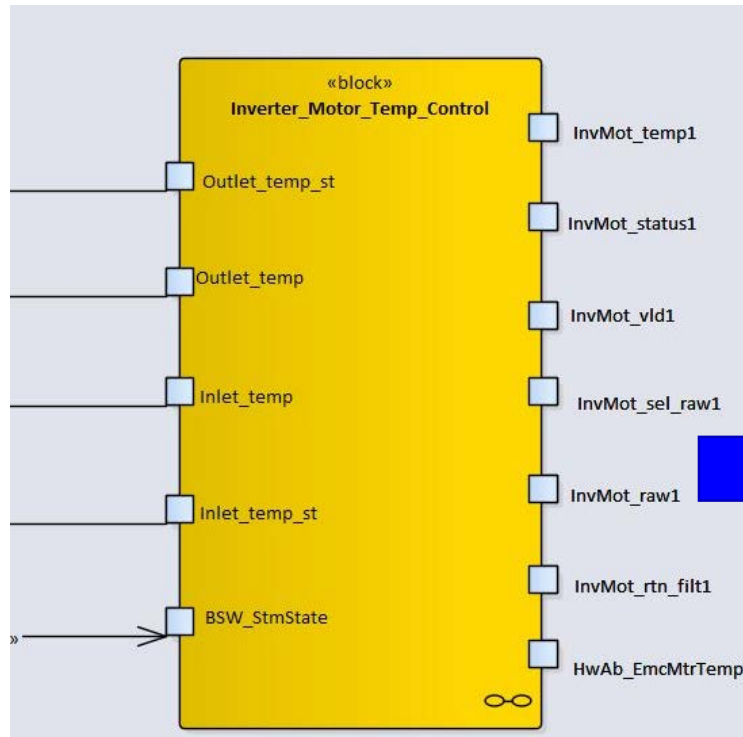 «block»
Inverter_Motor_Temp_Control
InvMot_temp1
Outlet_temp_st
InvMot_status1
Outlet_temp
InvMot_vld1
Inlet_temp
InvMot_sel_raw1
InvMot_raw1
Inlet_temp_st
InvMot_rtn_filt1
BSW_StmState
»
HwAb_EmcMtrTemp